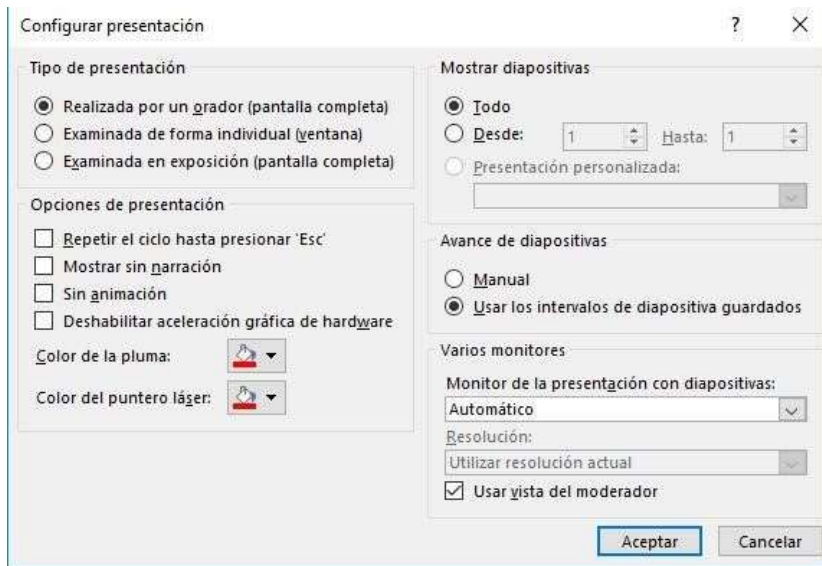 Configurar presentación
Tipo de presentación
Realizada por un orador (pantalla completa)
Examinada de forma individual (ventana)
Examinada en exposición (pantalla completa)
Opciones de presentación
Repetir el ciclo hasta presionar 'Esc'
Mostrar sin narración
Sin animación
Deshabilitar aceleración gráfica de hardware
Color de la pluma:
Color del puntero láser:
Mostrar diapositivas
Todo
Desde: 1 Hasta: 1
Presentación personalizada:
Avance de diapositivas
Manual
Usar los intervalos de diapositiva guardados
Varios monitores
Monitor de la presentación con diapositivas:
Automático
Resolución:
Utilizar resolución actual
Usar vista del moderador
Aceptar Cancelar